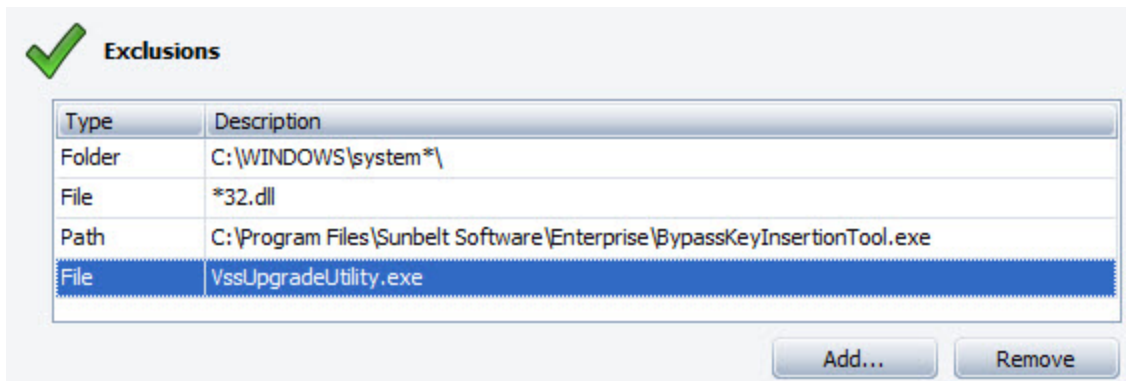 Exclusions
Type Description
Folder C:\WINDOWS\system*\
File *32.dll
Path C:\Program Files\Sunbelt Software\Enterprise\BypassKeyInsertionTool.exe
File VssUpgradeUtility.exe
Add... Remove